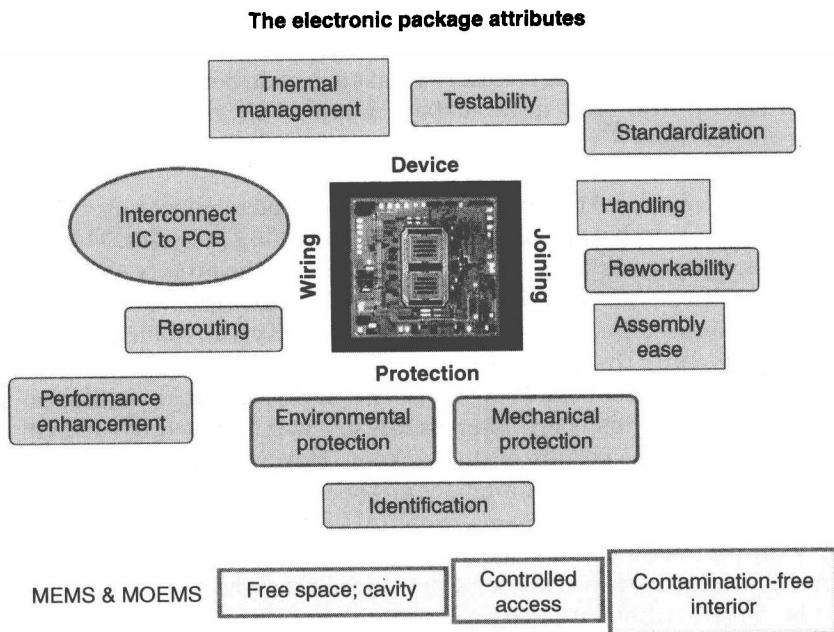 The electronic package attributes
Thermal
management
Testability
Standardization
Device
Interconnect
IC to PCB
Wiring
Joining
Handling
Reworkability
Rerouting
Assembly
ease
Protection
Performance
enhancement
Environmental
protection
Mechanical
protection
Identification
MEMS & MOEMS
Free space; cavity
Controlled
access
Contamination-free
interior